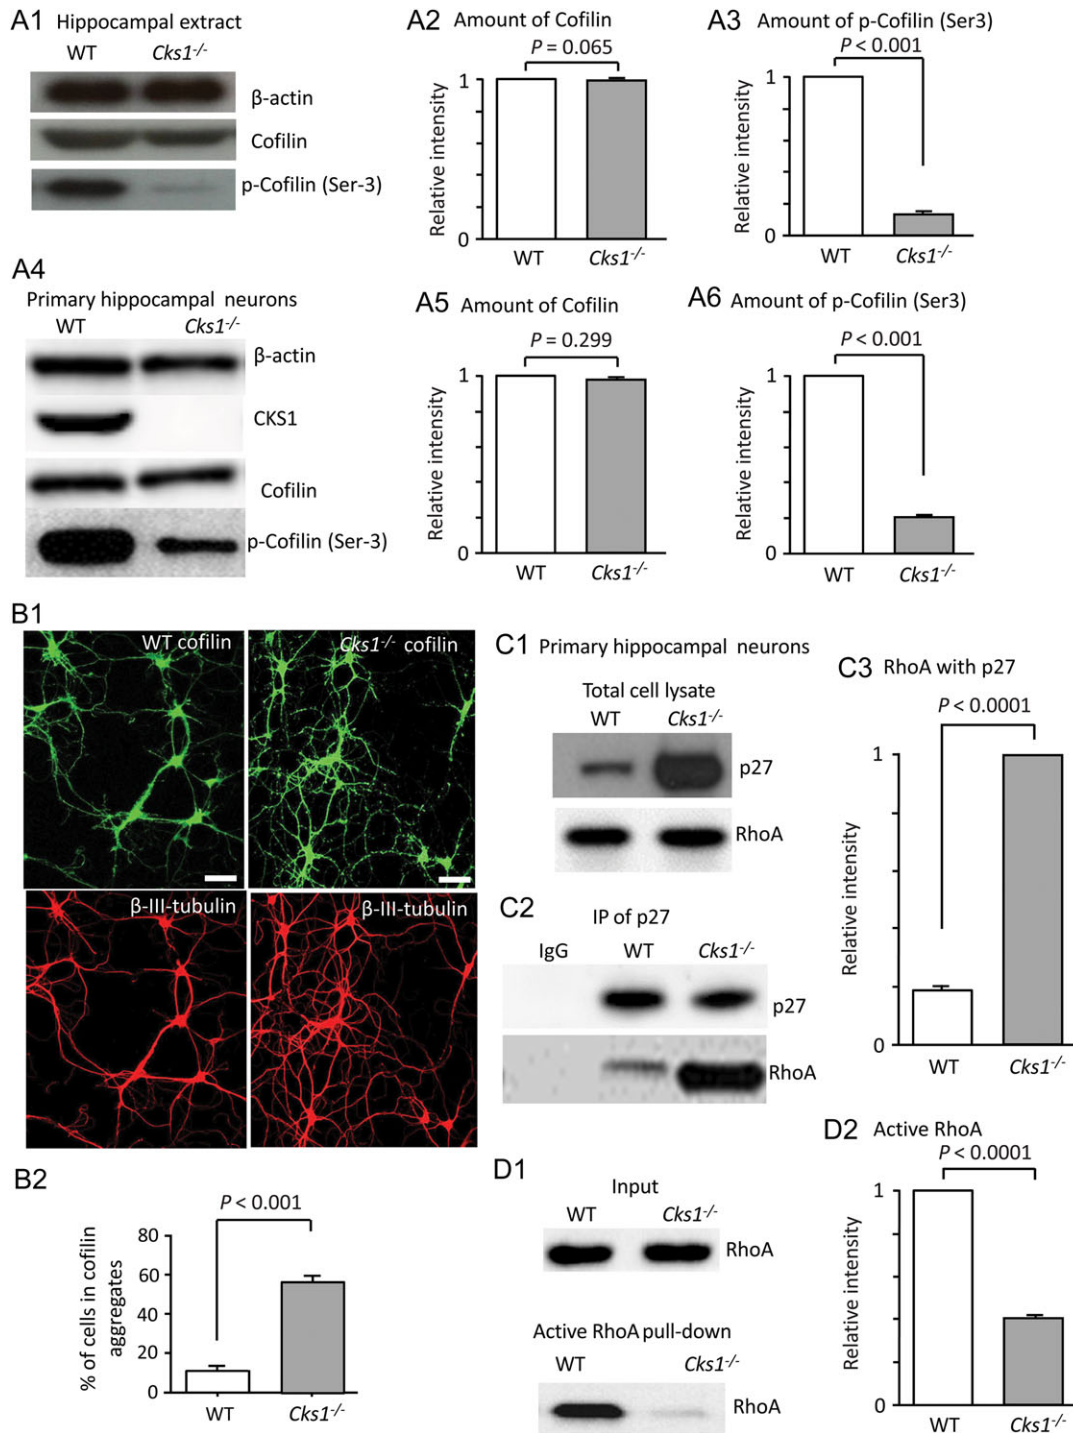 A1 Hippocampal extract
WT Cks1-/-
β-actin
Cofilin
p-Cofilin (Ser-3)
A2 Amount of Cofilin
P = 0.065
Relative intensity
1
0
WT Cks1-/-
A3 Amount of p-Cofilin (Ser3)
P < 0.001
Relative intensity
1
0
WT Cks1-/-
A4
Primary hippocampal neurons
WT Cks1-/-
β-actin
CKS1
Cofilin
p-Cofilin (Ser-3)
A5 Amount of Cofilin
P = 0.299
Relative intensity
1
0
WT Cks1-/-
A6 Amount of p-Cofilin (Ser3)
P < 0.001
Relative intensity
1
0
WT Cks1-/-
B1
WT cofilin
Cks1-/- cofilin
β-III-tubulin
β-III-tubulin
B2
P < 0.001
% of cells in cofilin
aggregates
80
60
40
20
0
WT Cks1-/-
C1 Primary hippocampal neurons
Total cell lysate
WT Cks1-/-
p27
RhoA
C2 IP of p27
IgG WT Cks1-/-
p27
RhoA
C3 RhoA with p27
P < 0.0001
Relative intensity
1
0
WT Cks1-/-
D1
Input
WT Cks1-/-
RhoA
Active RhoA pull-down
WT Cks1-/-
RhoA
D2 Active RhoA
P < 0.0001
Relative intensity
1
0
WT Cks1-/-